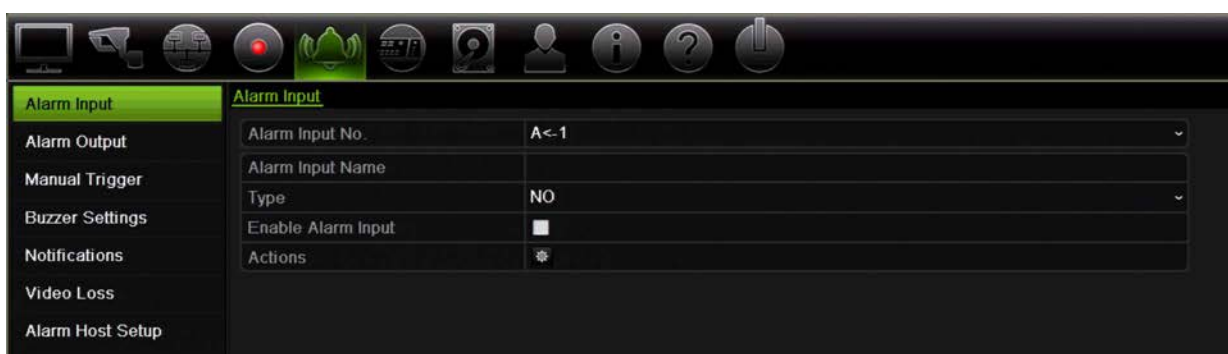 Alarm Input
Alarm Output
Manual Trigger
Buzzer Settings
Notifications
Video Loss
Alarm Host Setup
Alarm Input
Alarm Input No. A<-1
Alarm Input Name
Type NO
Enable Alarm Input
Actions